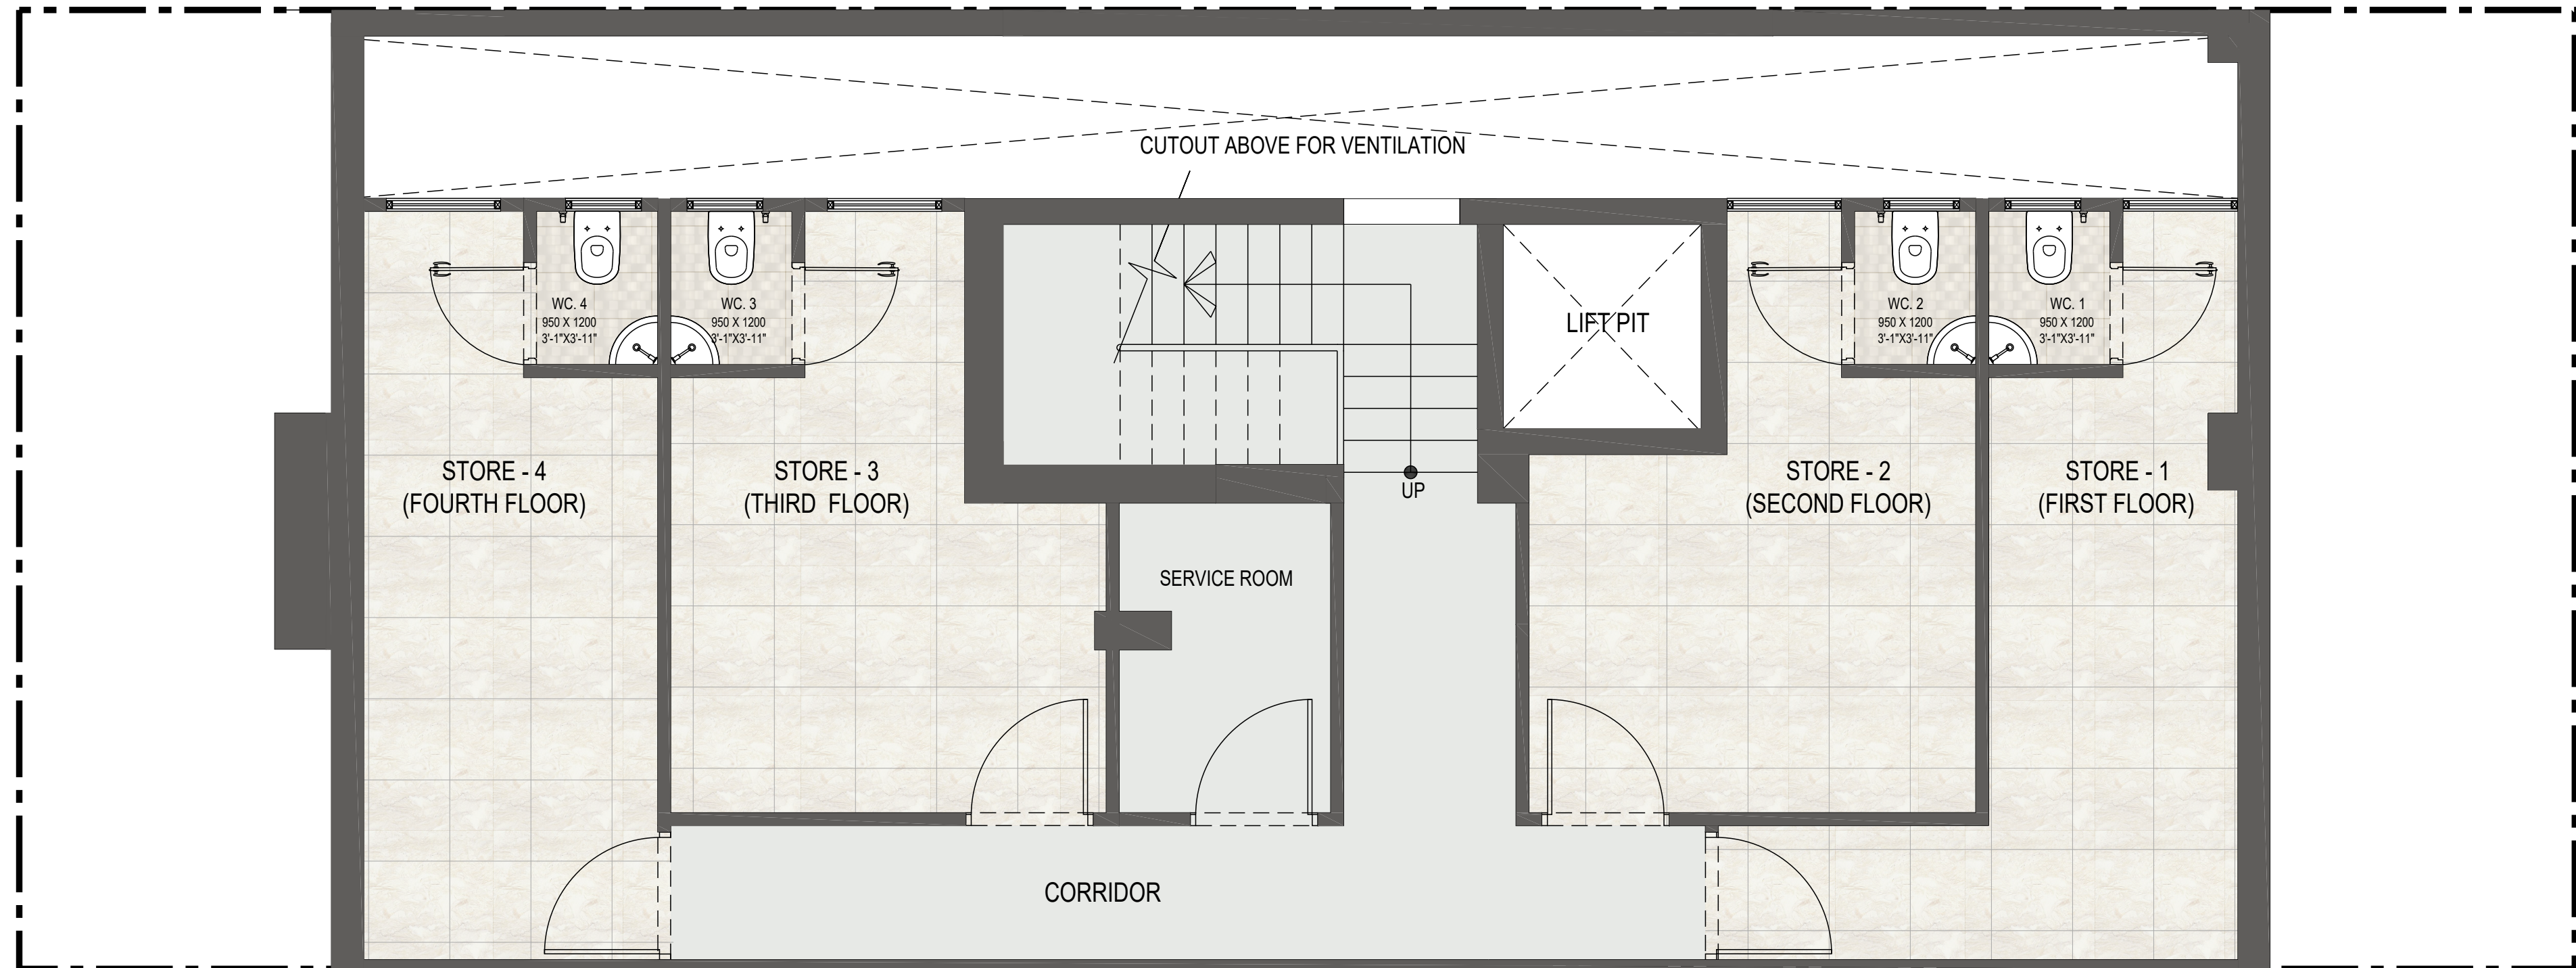 CUTOUT ABOVE FOR VENTILATION
WC. 4
950 X 1200
3'-1"X3'-11"
WC. 3
950 X 1200
3'-1"X3'-11"
LIFT PIT
WC. 2
950 X 1200
3'-1"X3'-11"
WC. 1
950 X 1200
3'-1"X3'-11"
STORE - 4
(FOURTH FLOOR)
STORE - 3
(THIRD FLOOR)
UP
STORE - 2
(SECOND FLOOR)
STORE - 1
(FIRST FLOOR)
SERVICE ROOM
CORRIDOR